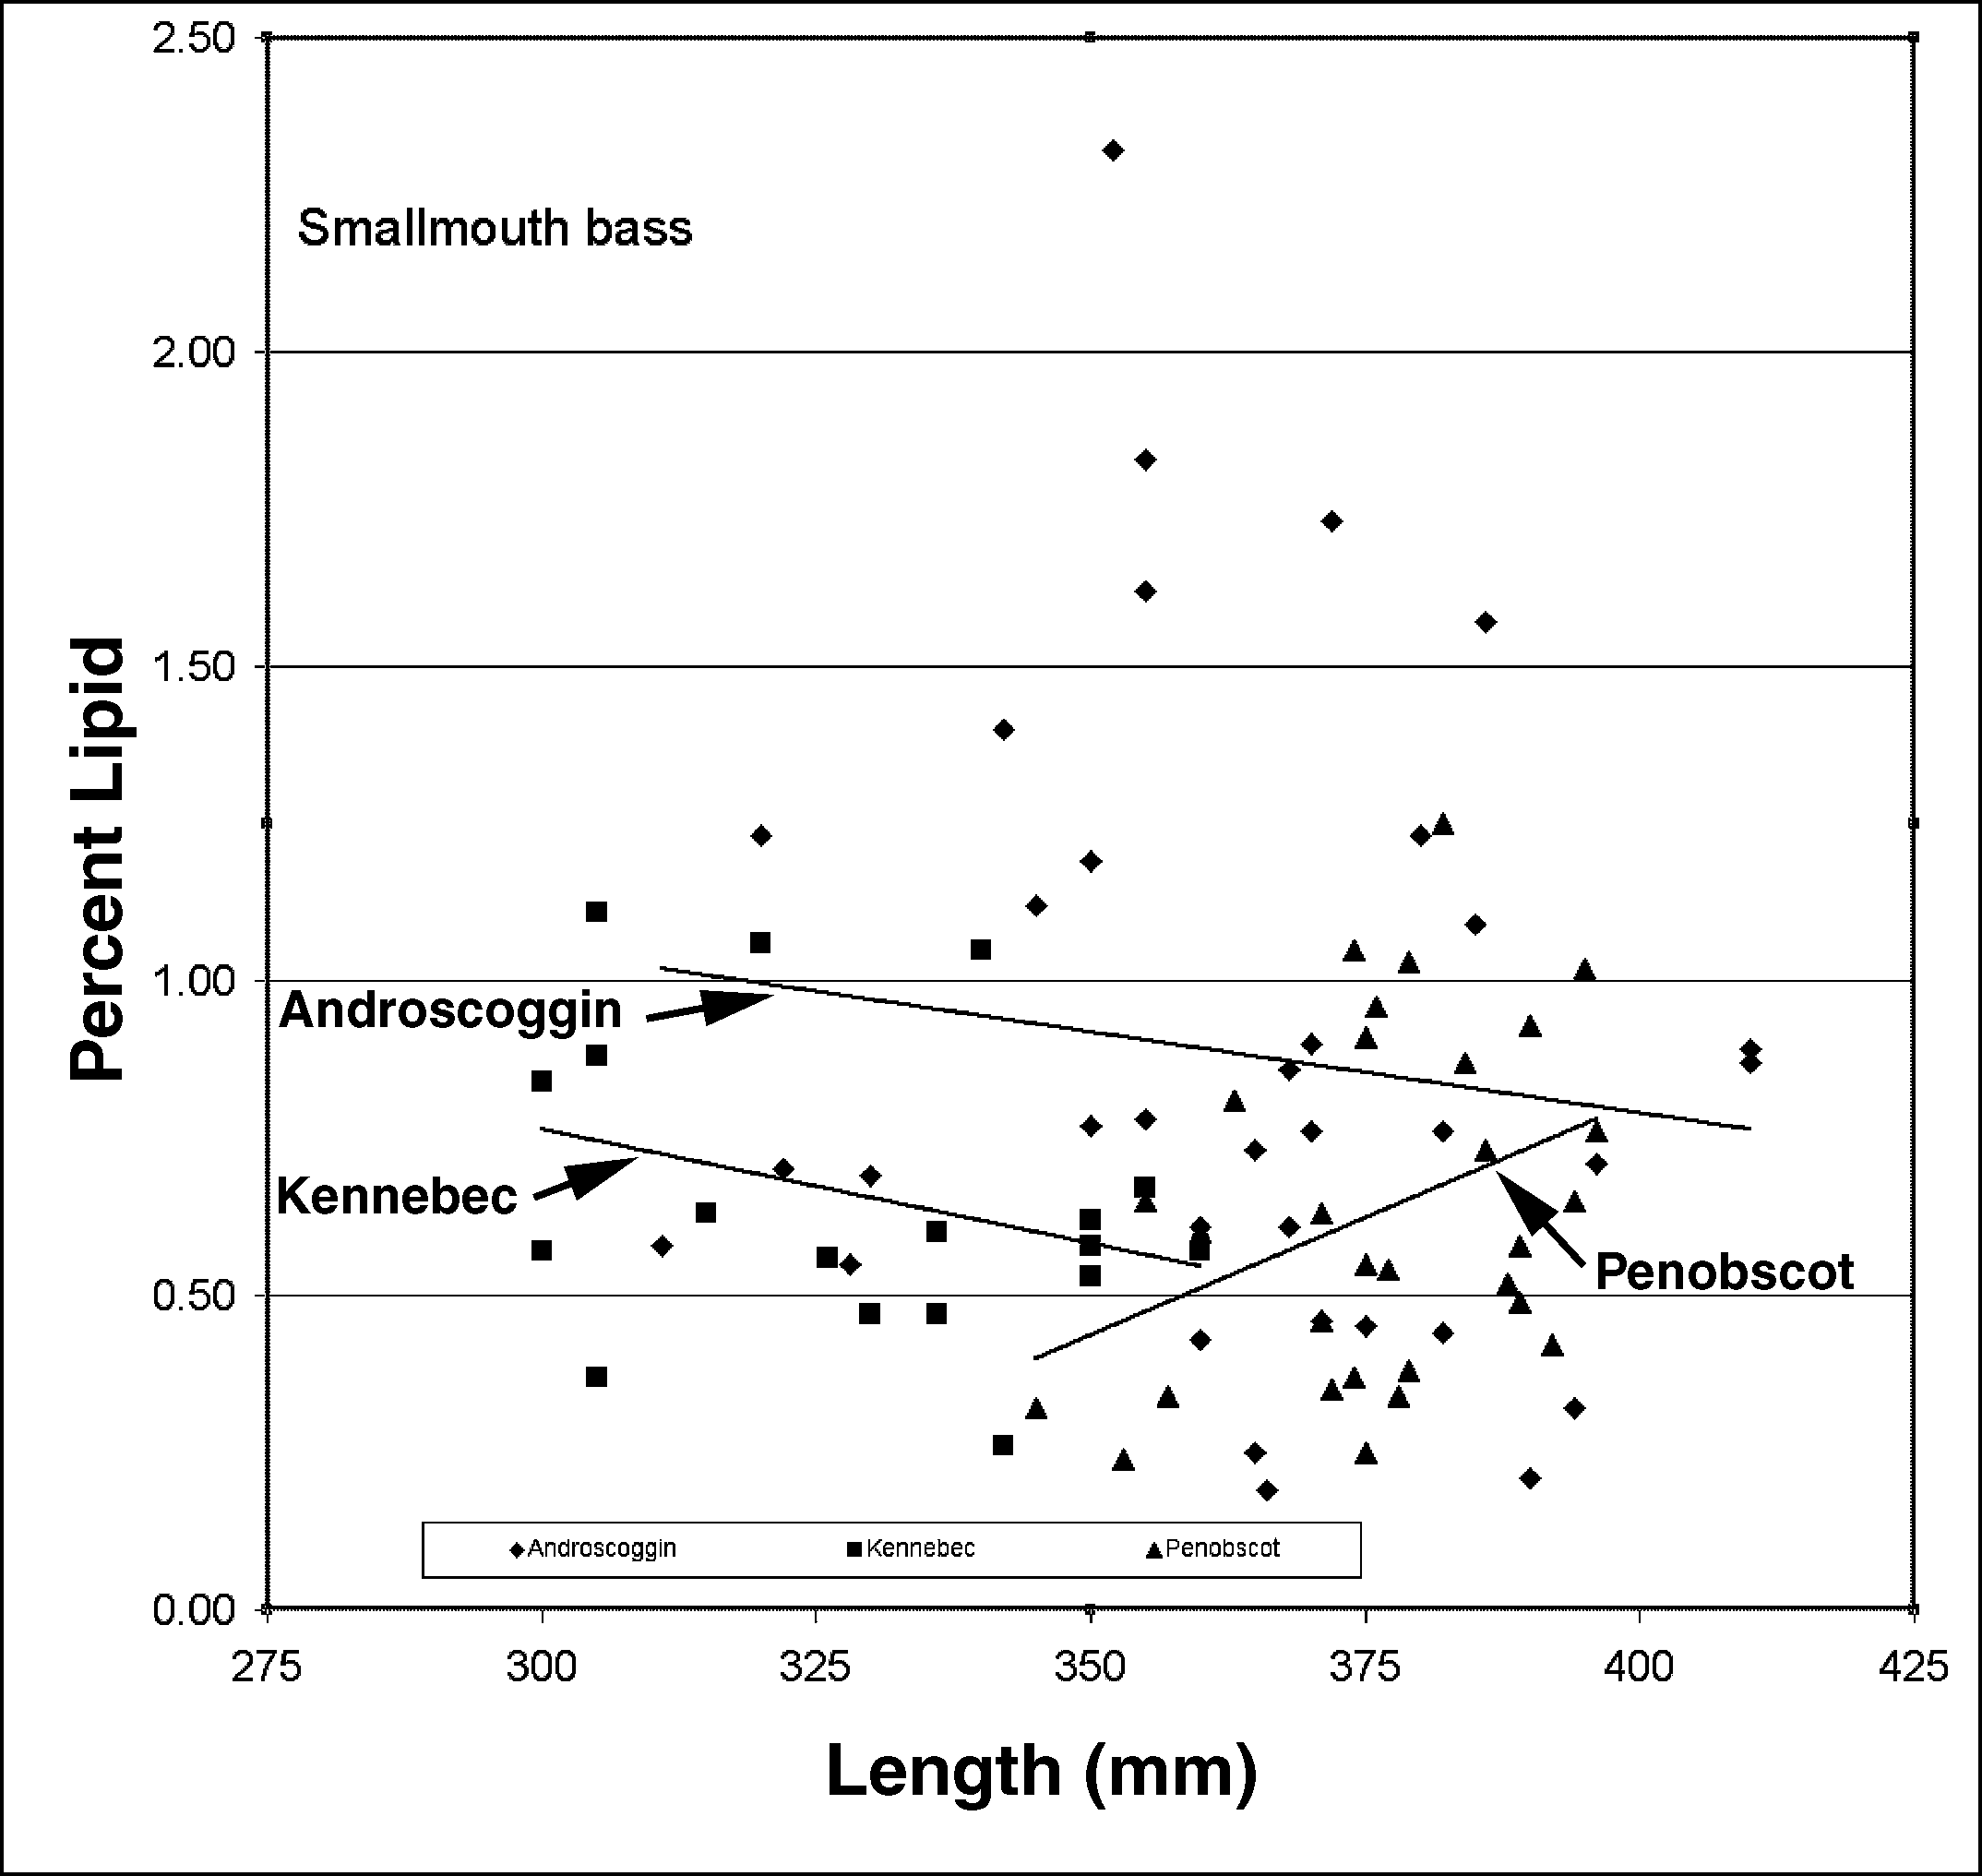 2.50
Smallmouth bass
2.00
1.50
Percent Lipid
1.00
Androscoggin
Kennebec
Penobscot
0.50
Androscoggin Kennebec Penobscot
0.00
275 300 325 350 375 400 425
Length (mm)